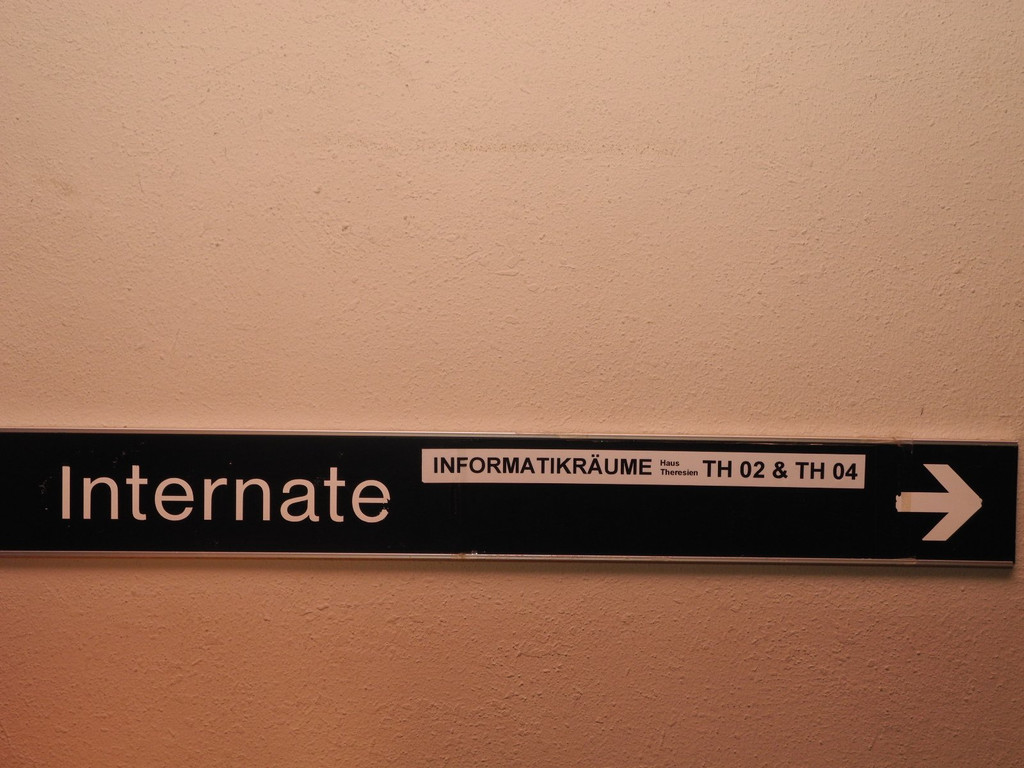 Internate
INFORMATIKRÄUME Haus Theresien TH 02 & TH 04